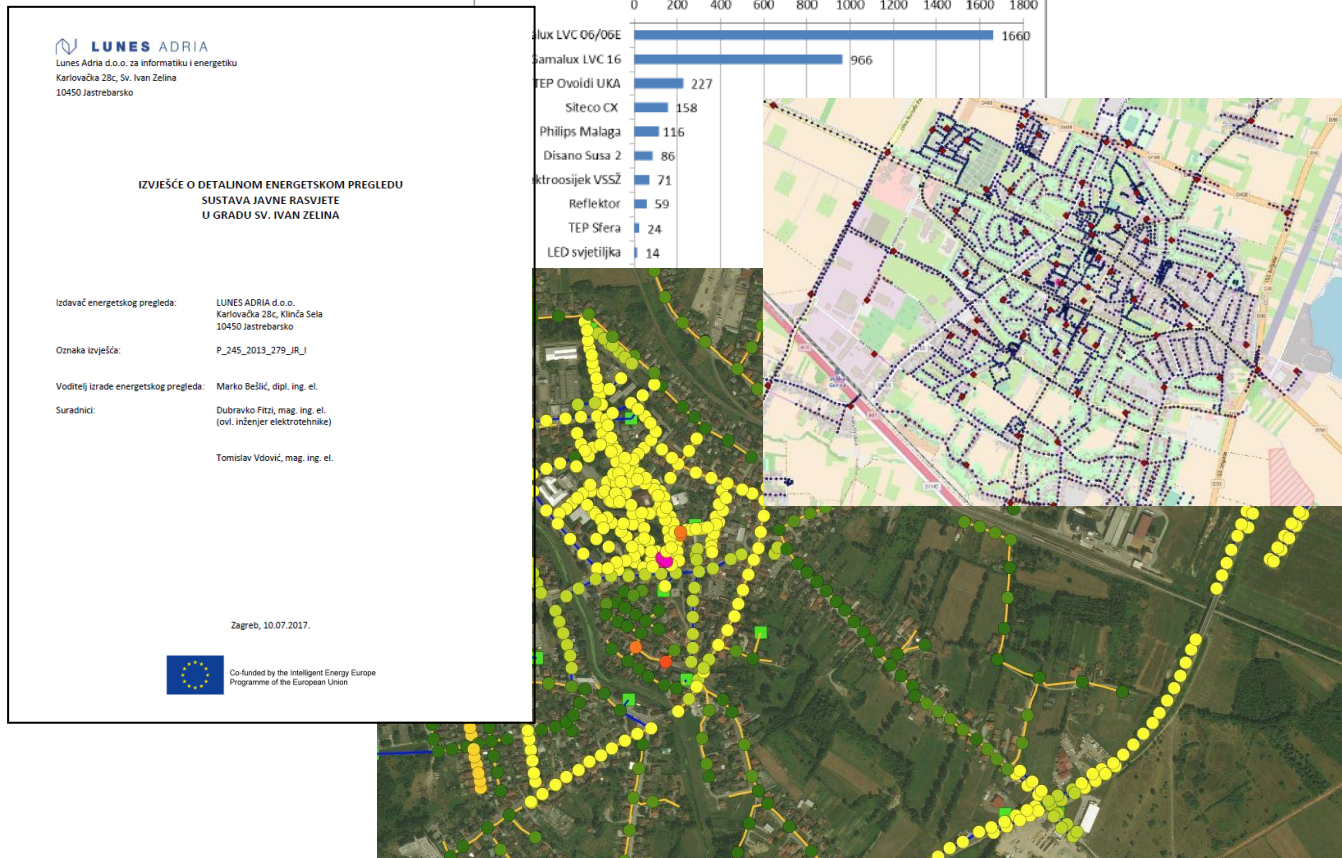 LUNES ADRIA
Lunes Adria d.o.o. za informatiku i energetiku
Karlovačka 28c, Sv. Ivan Zelina
10450 Jastrebarsko
IZVJEŠĆE O DETALJNOM ENERGETSKOM PREGLEDU
SUSTAVA JAVNE RASVJETE
U GRADU SV. IVAN ZELINA
Izdavač energetskog pregleda: LUNES ADRIA d.o.o.
Karlovačka 28c, Klinča Sela
10450 Jastrebarsko
Oznaka izvješća: P_245_2013_279_JR_I
Voditelj izrade energetskog pregleda: Marko Bešlić, dipl. ing. el.
Suradnici: Dubravko Fitzi, mag. ing. el.
(ovl. inženjer elektrotehnike)
Tomislav Vdović, mag. ing. el.
Zagreb, 10.07.2017.
Co-funded by the Intelligent Energy Europe
Programme of the European Union
0 200 400 600 800 1000 1200 1400 1600 1800
alux LVC 06/06E 1660
Gamalux LVC 16 966
TEP Ovoidi UKA 227
Siteco CX 158
Philips Malaga 116
Disano Susa 2 86
ektroosijek VSSŽ 71
Reflektor 59
TEP Sfera 24
LED svjetiljka 14